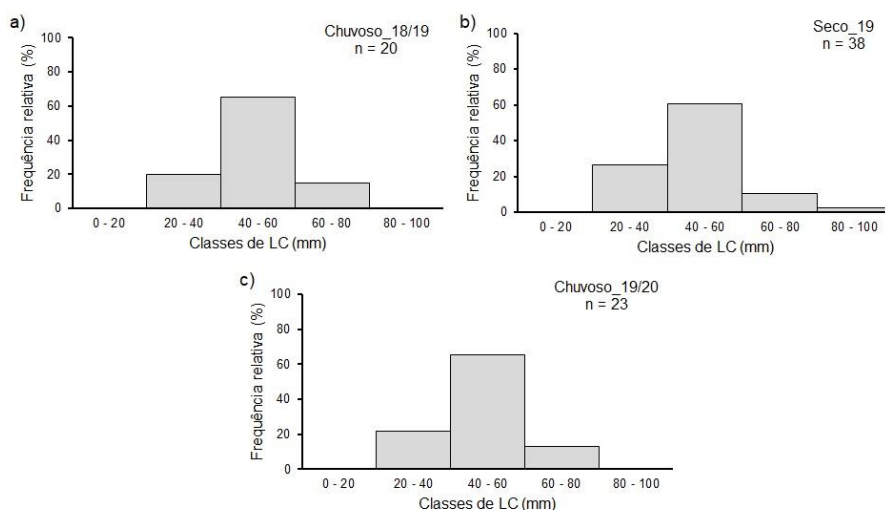 a)
Chuvoso_18/19
n = 20
Frequência relativa (%)
100
80
60
40
20
0
0 - 20 20 - 40 40 - 60 60 - 80 80 - 100
Classes de LC (mm)
b)
Seco_19
n = 38
Frequência relativa (%)
100
80
60
40
20
0
0 - 20 20 - 40 40 - 60 60 - 80 80 - 100
Classes de LC (mm)
c)
Chuvoso_19/20
n = 23
Frequência relativa (%)
100
80
60
40
20
0
0 - 20 20 - 40 40 - 60 60 - 80 80 - 100
Classes de LC (mm)